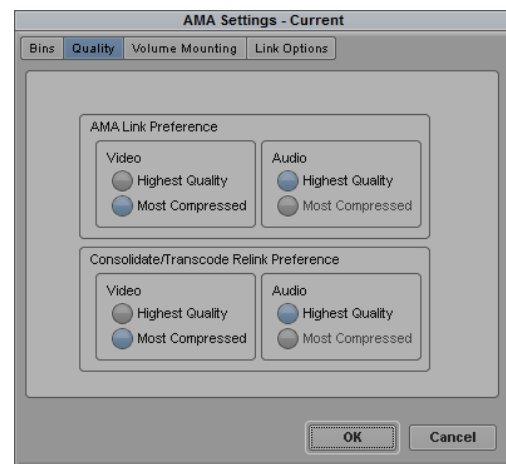 AMA Settings - Current
Bins Quality Volume Mounting Link Options
AMA Link Preference
Video
Highest Quality
Most Compressed
Audio
Highest Quality
Most Compressed
Consolidate/Transcode Relink Preference
Video
Highest Quality
Most Compressed
Audio
Highest Quality
Most Compressed
OK Cancel